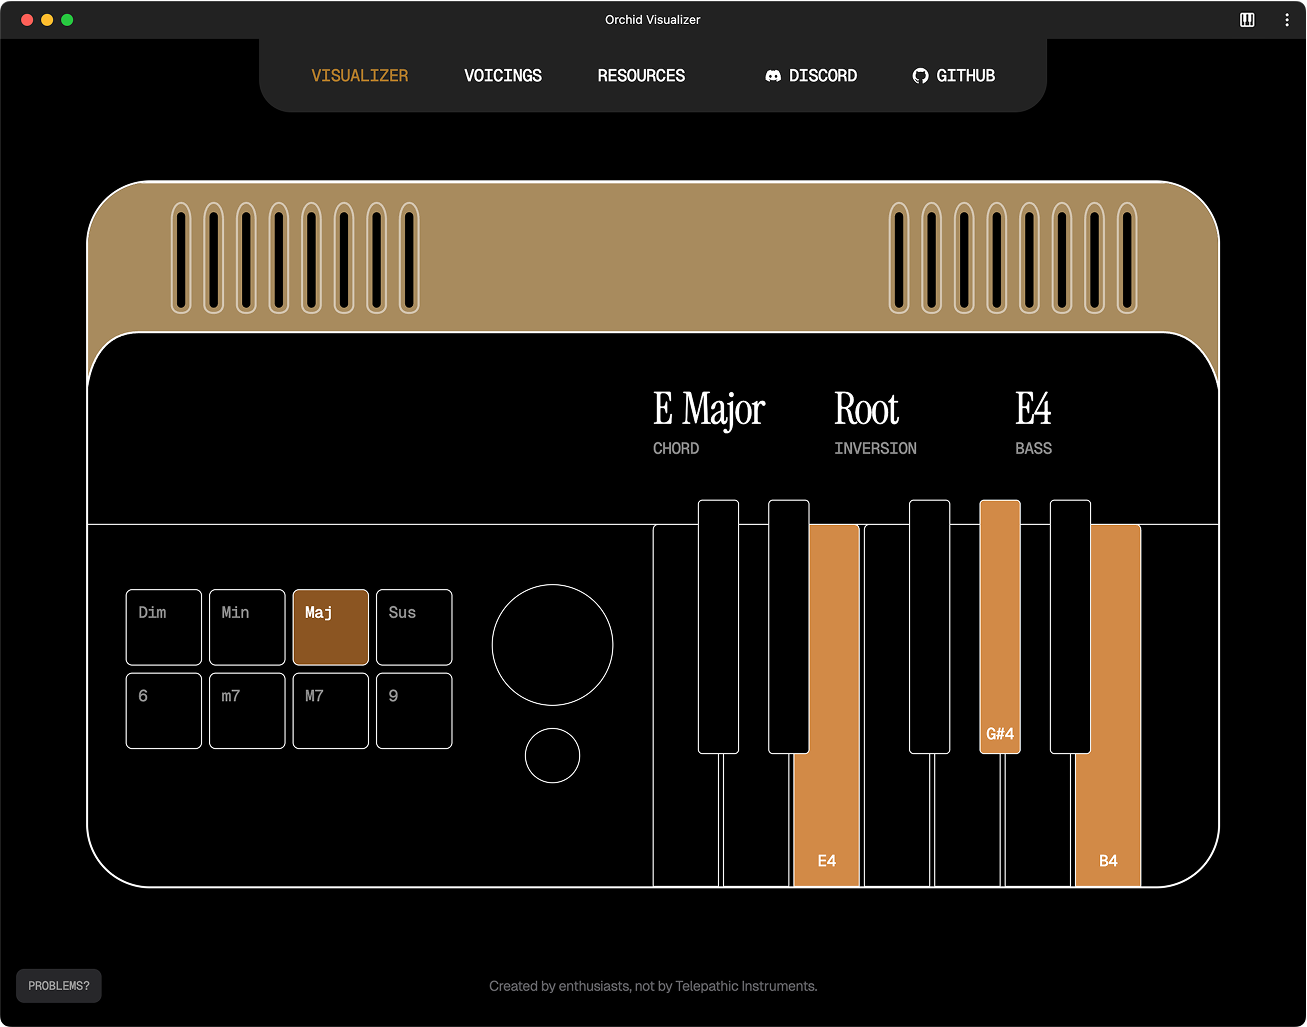 Orchid Visualizer
VISUALIZER VOICINGS RESOURCES DISCORD GITHUB
E Major Root E4
CHORD INVERSION BASS
Dim Min Maj Sus
6 m7 M7 9
G#4
E4 B4
PROBLEMS? Created by enthusiasts, not by Telepathic Instruments.